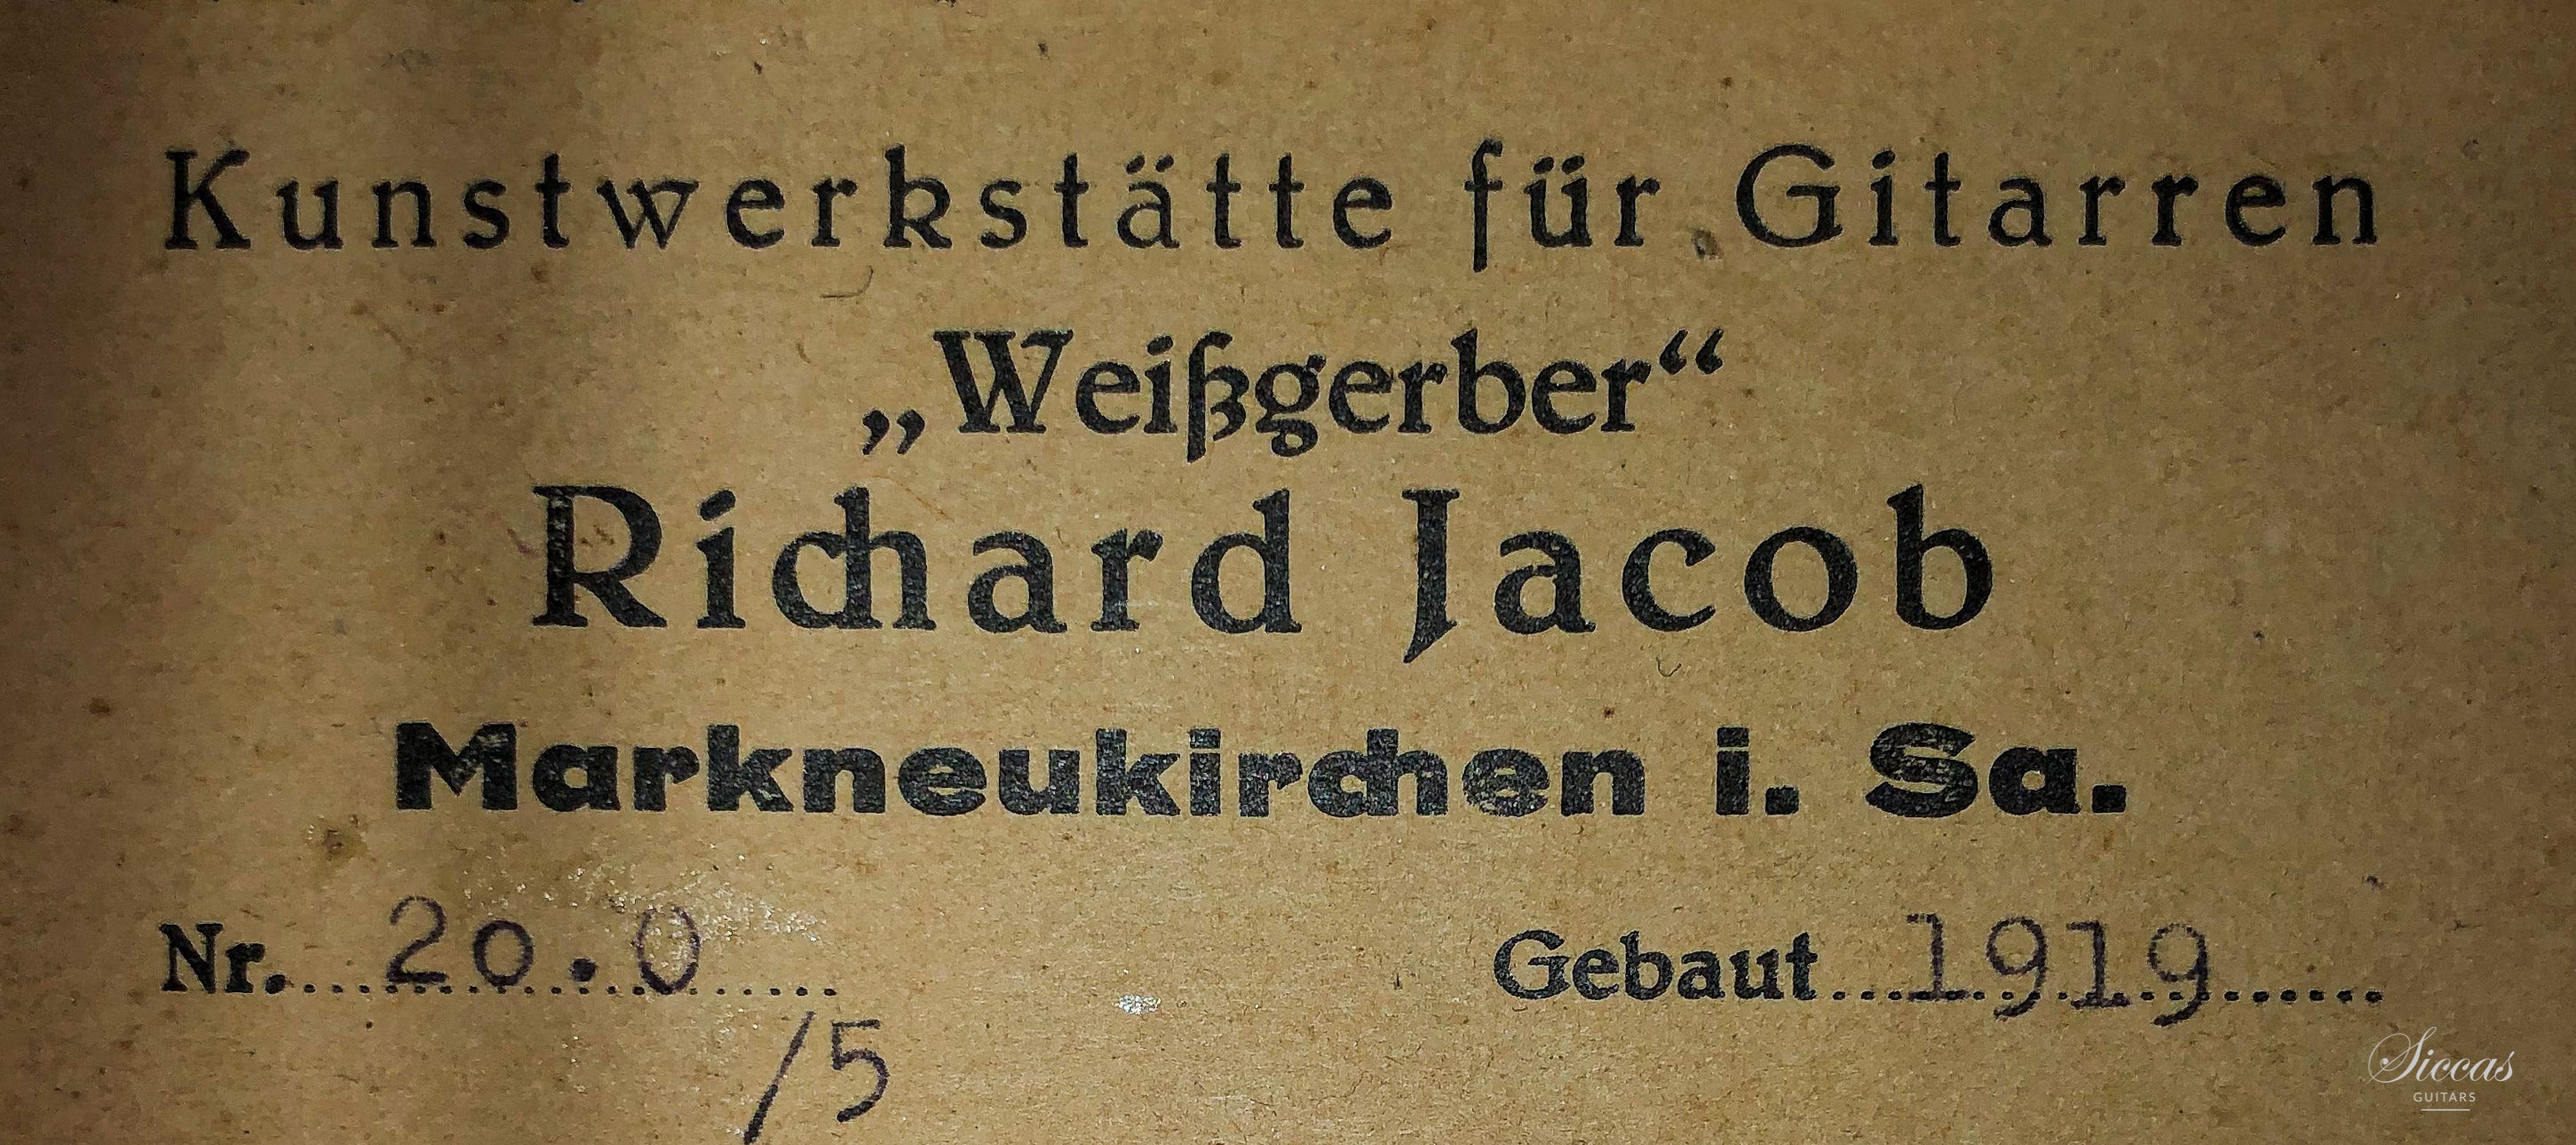 Kunstwerkstätte für Gitarren
„Weißgerber“
Richard Jacob
Markneukirchen i. Sa.
Nr. 20.0 Gebaut 1919
/5
Siccas
GUITARS